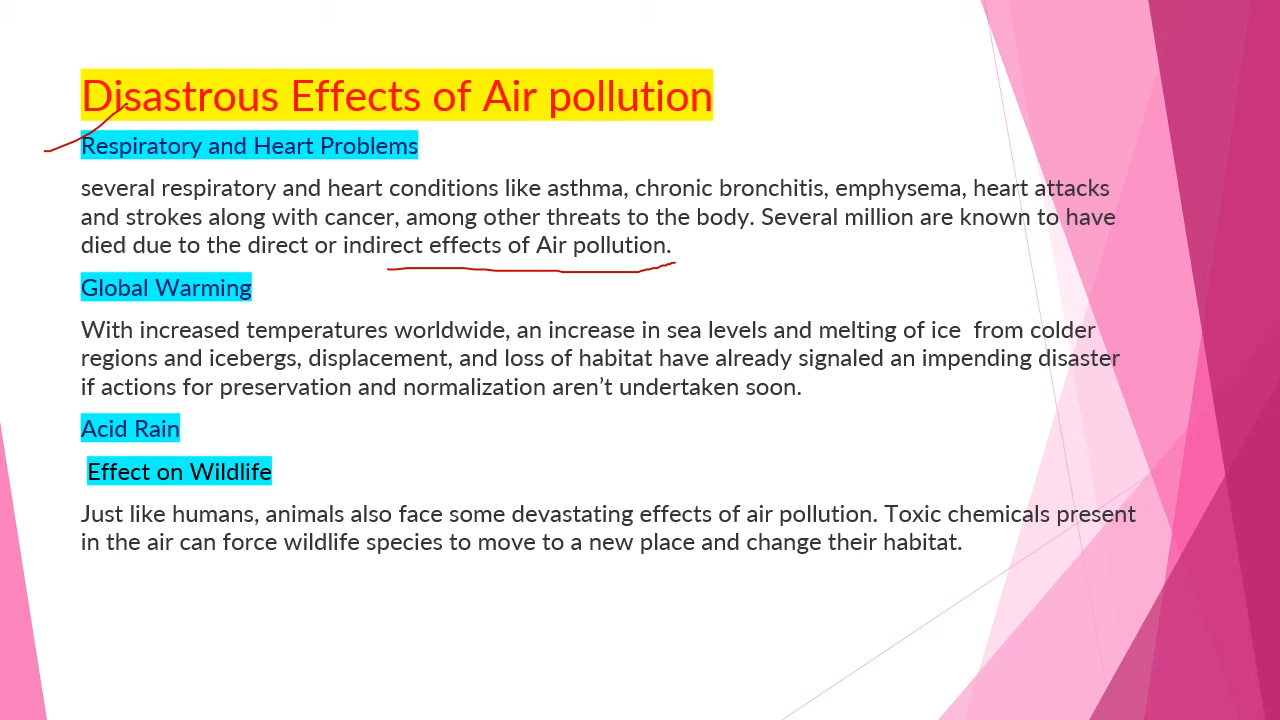 Disastrous Effects of Air pollution
Respiratory and Heart Problems
several respiratory and heart conditions like asthma, chronic bronchitis, emphysema, heart attacks
and strokes along with cancer, among other threats to the body. Several million are known to have
died due to the direct or indirect effects of Air pollution.
Global Warming
With increased temperatures worldwide, an increase in sea levels and melting of ice  from colder
regions and icebergs, displacement, and loss of habitat have already signaled an impending disaster
if actions for preservation and normalization aren’t undertaken soon.
Acid Rain
Effect on Wildlife
Just like humans, animals also face some devastating effects of air pollution. Toxic chemicals present
in the air can force wildlife species to move to a new place and change their habitat.